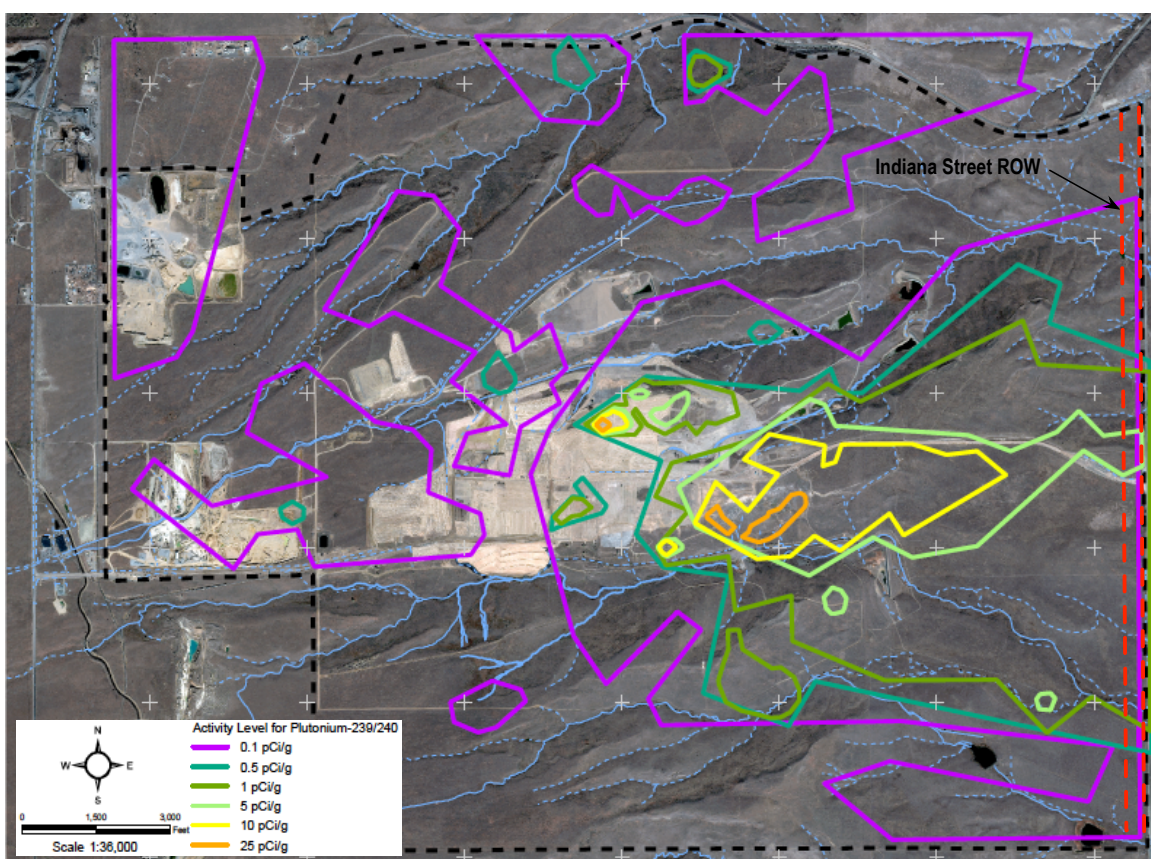 Indiana Street ROW
Activity Level for Plutonium-239/240
0.1 pCi/g
0.5 pCi/g
1 pCi/g
5 pCi/g
10 pCi/g
25 pCi/g
N
W E
S
0 1,500 3,000
Feet
Scale 1:36,000